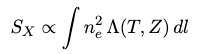 S_X ∝ ∫ n_e^2 Λ(T, Z) dl